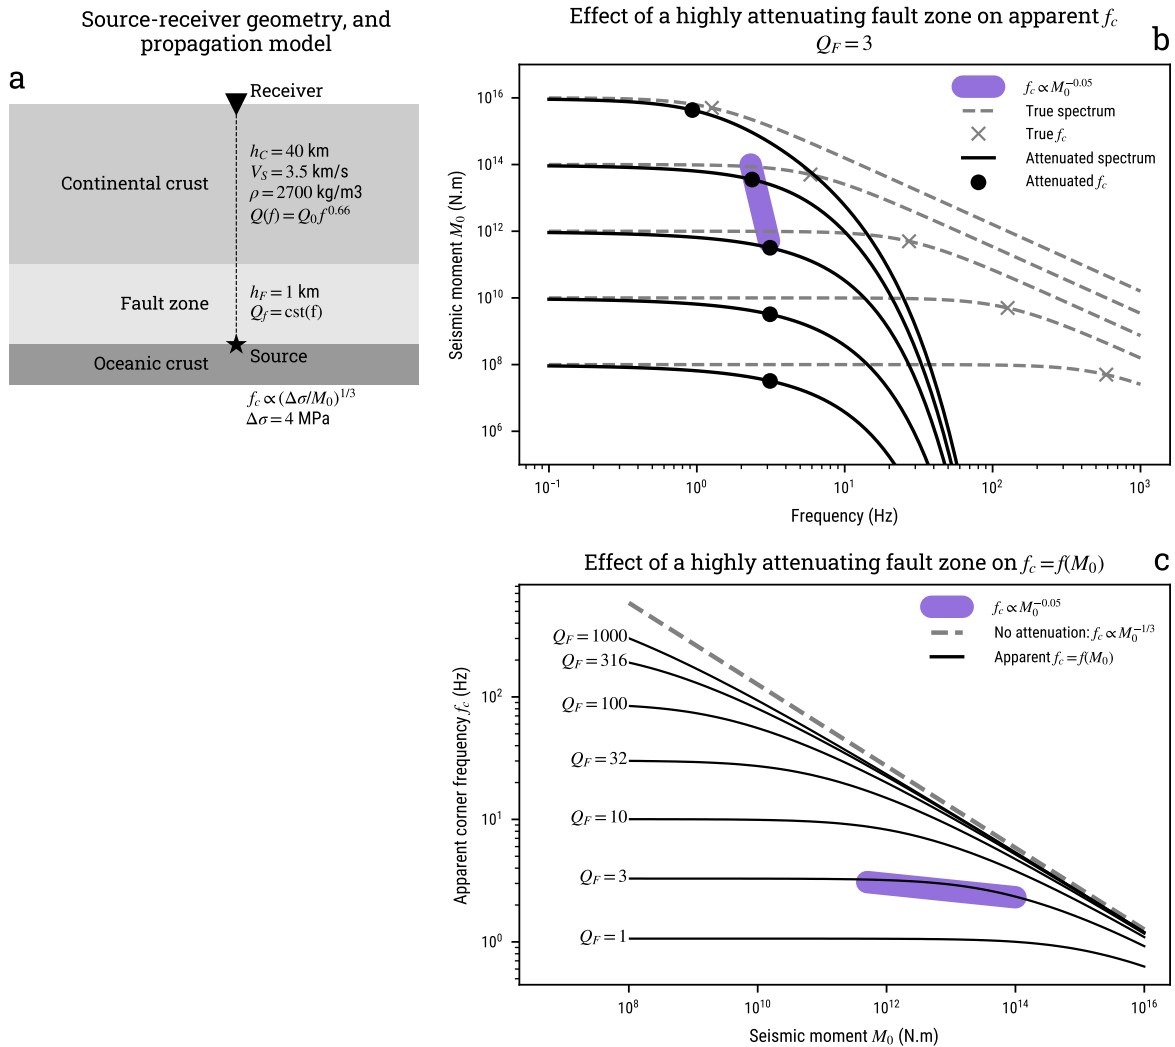 Source-receiver geometry, and
propagation model
a
Receiver
Continental crust
h_C = 40 km
V_S = 3.5 km/s
ρ = 2700 kg/m3
Q(f) = Q_0 f^{0.66}
Fault zone
h_F = 1 km
Q_f = cst(f)
Oceanic crust
Source
f_c ∝ (Δσ/M_0)^{1/3}
Δσ = 4 MPa
Effect of a highly attenuating fault zone on apparent f_c
Q_F = 3
b
f_c ∝ M_0^{-0.05}
True spectrum
True f_c
Attenuated spectrum
Attenuated f_c
Seismic moment M_0 (N.m)
10^{16}
10^{14}
10^{12}
10^{10}
10^8
10^6
10^{-1}
10^0
10^1
10^2
10^3
Frequency (Hz)
Effect of a highly attenuating fault zone on f_c = f(M_0)
c
f_c ∝ M_0^{-0.05}
No attenuation: f_c ∝ M_0^{-1/3}
Apparent f_c = f(M_0)
Q_F = 1000
Q_F = 316
Q_F = 100
Q_F = 32
Q_F = 10
Q_F = 3
Q_F = 1
Apparent corner frequency f_c (Hz)
10^2
10^1
10^0
10^8
10^{10}
10^{12}
10^{14}
10^{16}
Seismic moment M_0 (N.m)